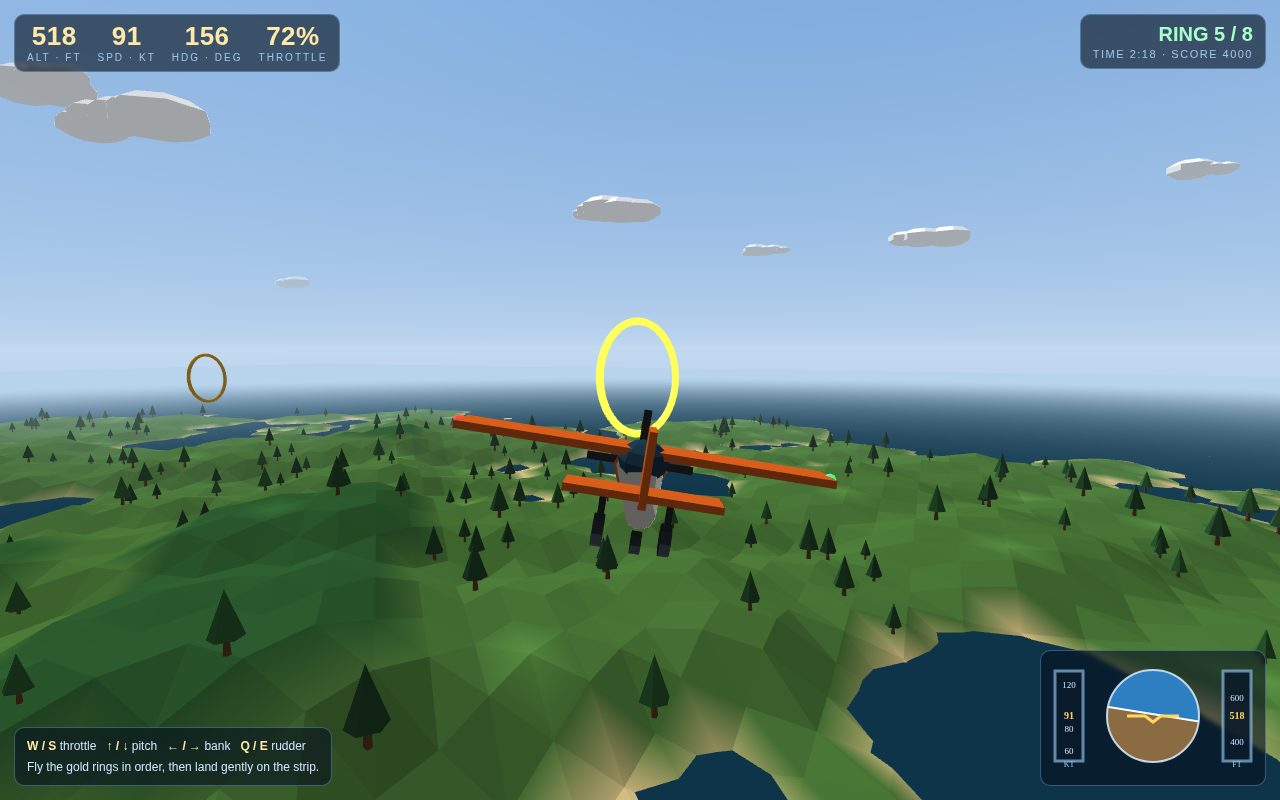 518 91 156 72%
ALT · FT SPD · KT HDG · DEG THROTTLE
RING 5 / 8
TIME 2:18 · SCORE 4000
W / S throttle ↑ / ↓ pitch ← / → bank Q / E rudder
Fly the gold rings in order, then land gently on the strip.
120
91
80
60
KT
600
518
400
FT